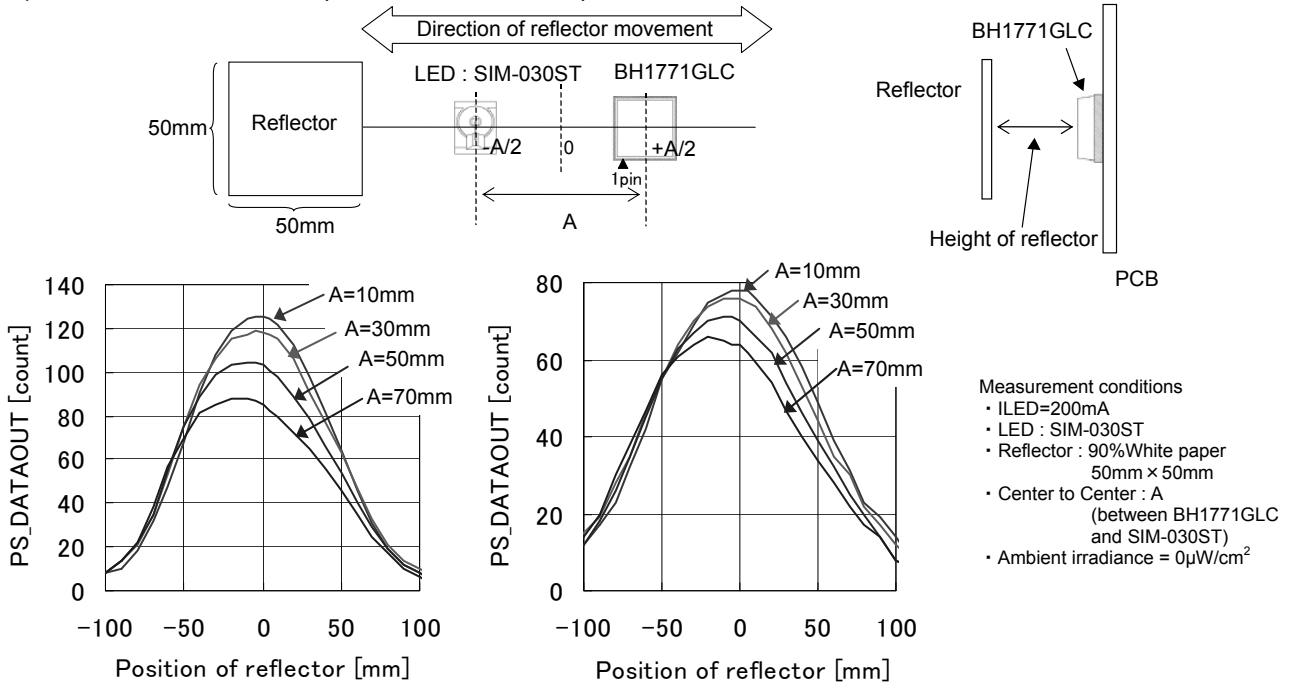 Direction of reflector movement
LED : SIM-030ST
BH1771GLC
50mm
Reflector
-A/2
0
+A/2
1pin
50mm
A
BH1771GLC
Reflector
Height of reflector
PCB
140
120
100
80
60
40
20
0
PS_DATAOUT [count]
A=10mm
A=30mm
A=50mm
A=70mm
-100 -50 0 50 100
Position of reflector [mm]
80
60
40
20
0
PS_DATAOUT [count]
A=10mm
A=30mm
A=50mm
A=70mm
-100 -50 0 50 100
Position of reflector [mm]
Measurement conditions
・ILED=200mA
・LED : SIM-030ST
・Reflector : 90%White paper
50mm×50mm
・Center to Center : A
(between BH1771GLC
and SIM-030ST)
・Ambient irradiance = 0μW/cm²